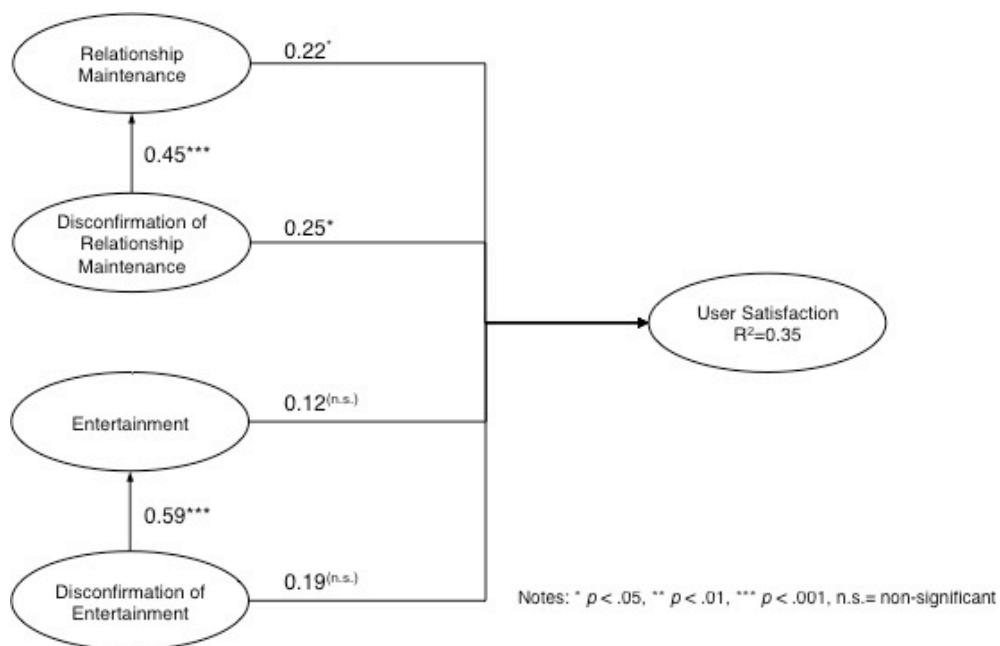 Relationship
Maintenance
0.22*
0.45***
Disconfirmation of
Relationship
Maintenance
0.25*
User Satisfaction
R²=0.35
Entertainment
0.12(n.s.)
0.59***
Disconfirmation of
Entertainment
0.19(n.s.)
Notes: * p < .05, ** p < .01, *** p < .001, n.s.= non-significant